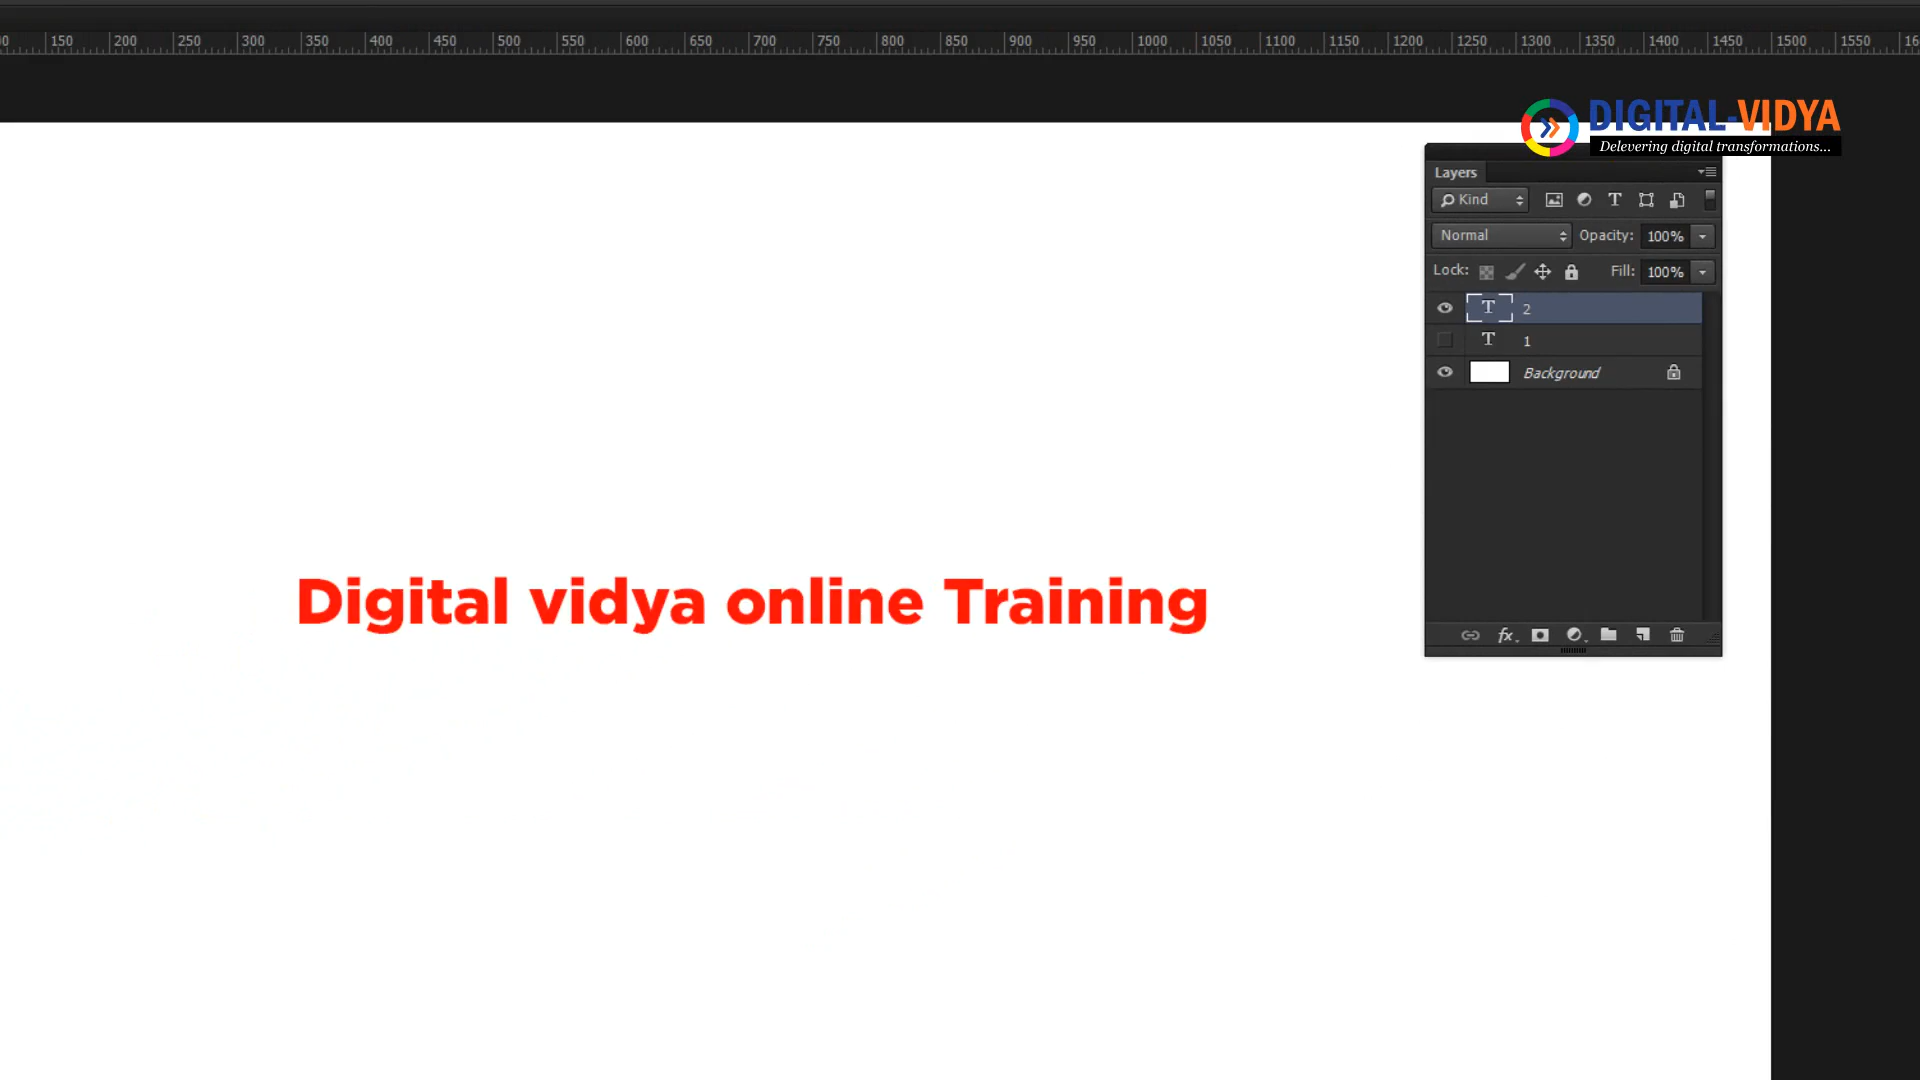 150 200 250 300 350 400 450 500 550 600 650 700 750 800 850 900 950 1000 1050 1100 1150 1200 1250 1300 1350 1400 1450 1500 1550
DIGITAL-VIDYA
Delevering digital transformations...
Layers
Kind T
Normal Opacity: 100%
Lock: Fill: 100%
T 2
T 1
Background
Digital vidya online Training
fx